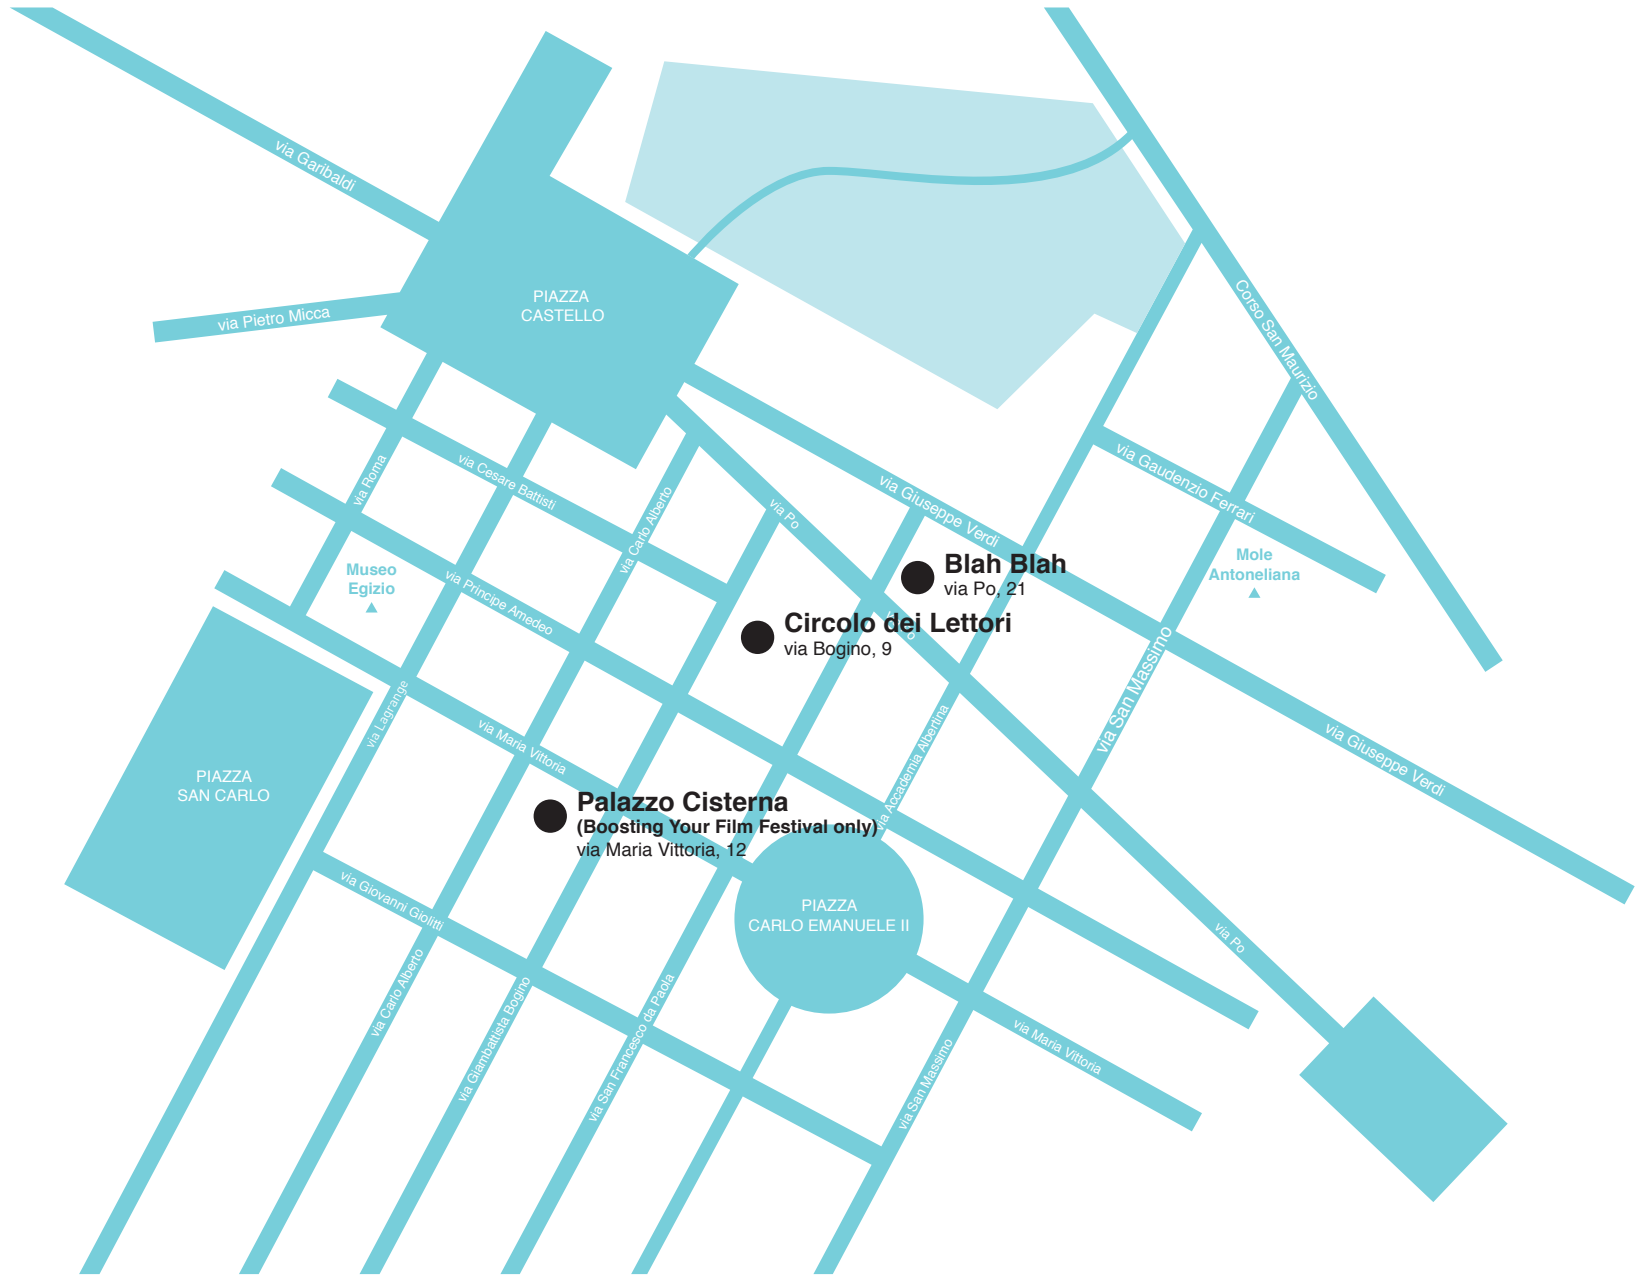 via Garibaldi
PIAZZA
CASTELLO
via Pietro Micca
Corso San Maurizio
via Roma
via Cesare Battisti
via Carlo Alberto
via Po
via Giuseppe Verdi
via Gaudenzio Ferrari
Mole
Antoneliana
Blah Blah
via Po, 21
Museo
Egizio
via Principe Amedeo
Circolo dei Lettori
via Bogino, 9
via San Massimo
via Lagrange
via Maria Vittoria
via Accademia Albertina
via Giuseppe Verdi
PIAZZA
SAN CARLO
Palazzo Cisterna
(Boosting Your Film Festival only)
via Maria Vittoria, 12
via Giovanni Giolitti
PIAZZA
CARLO EMANUELE II
via Po
via Carlo Alberto
via Giambattista Bogino
via San Francesco da Paola
via San Massimo
via Maria Vittoria